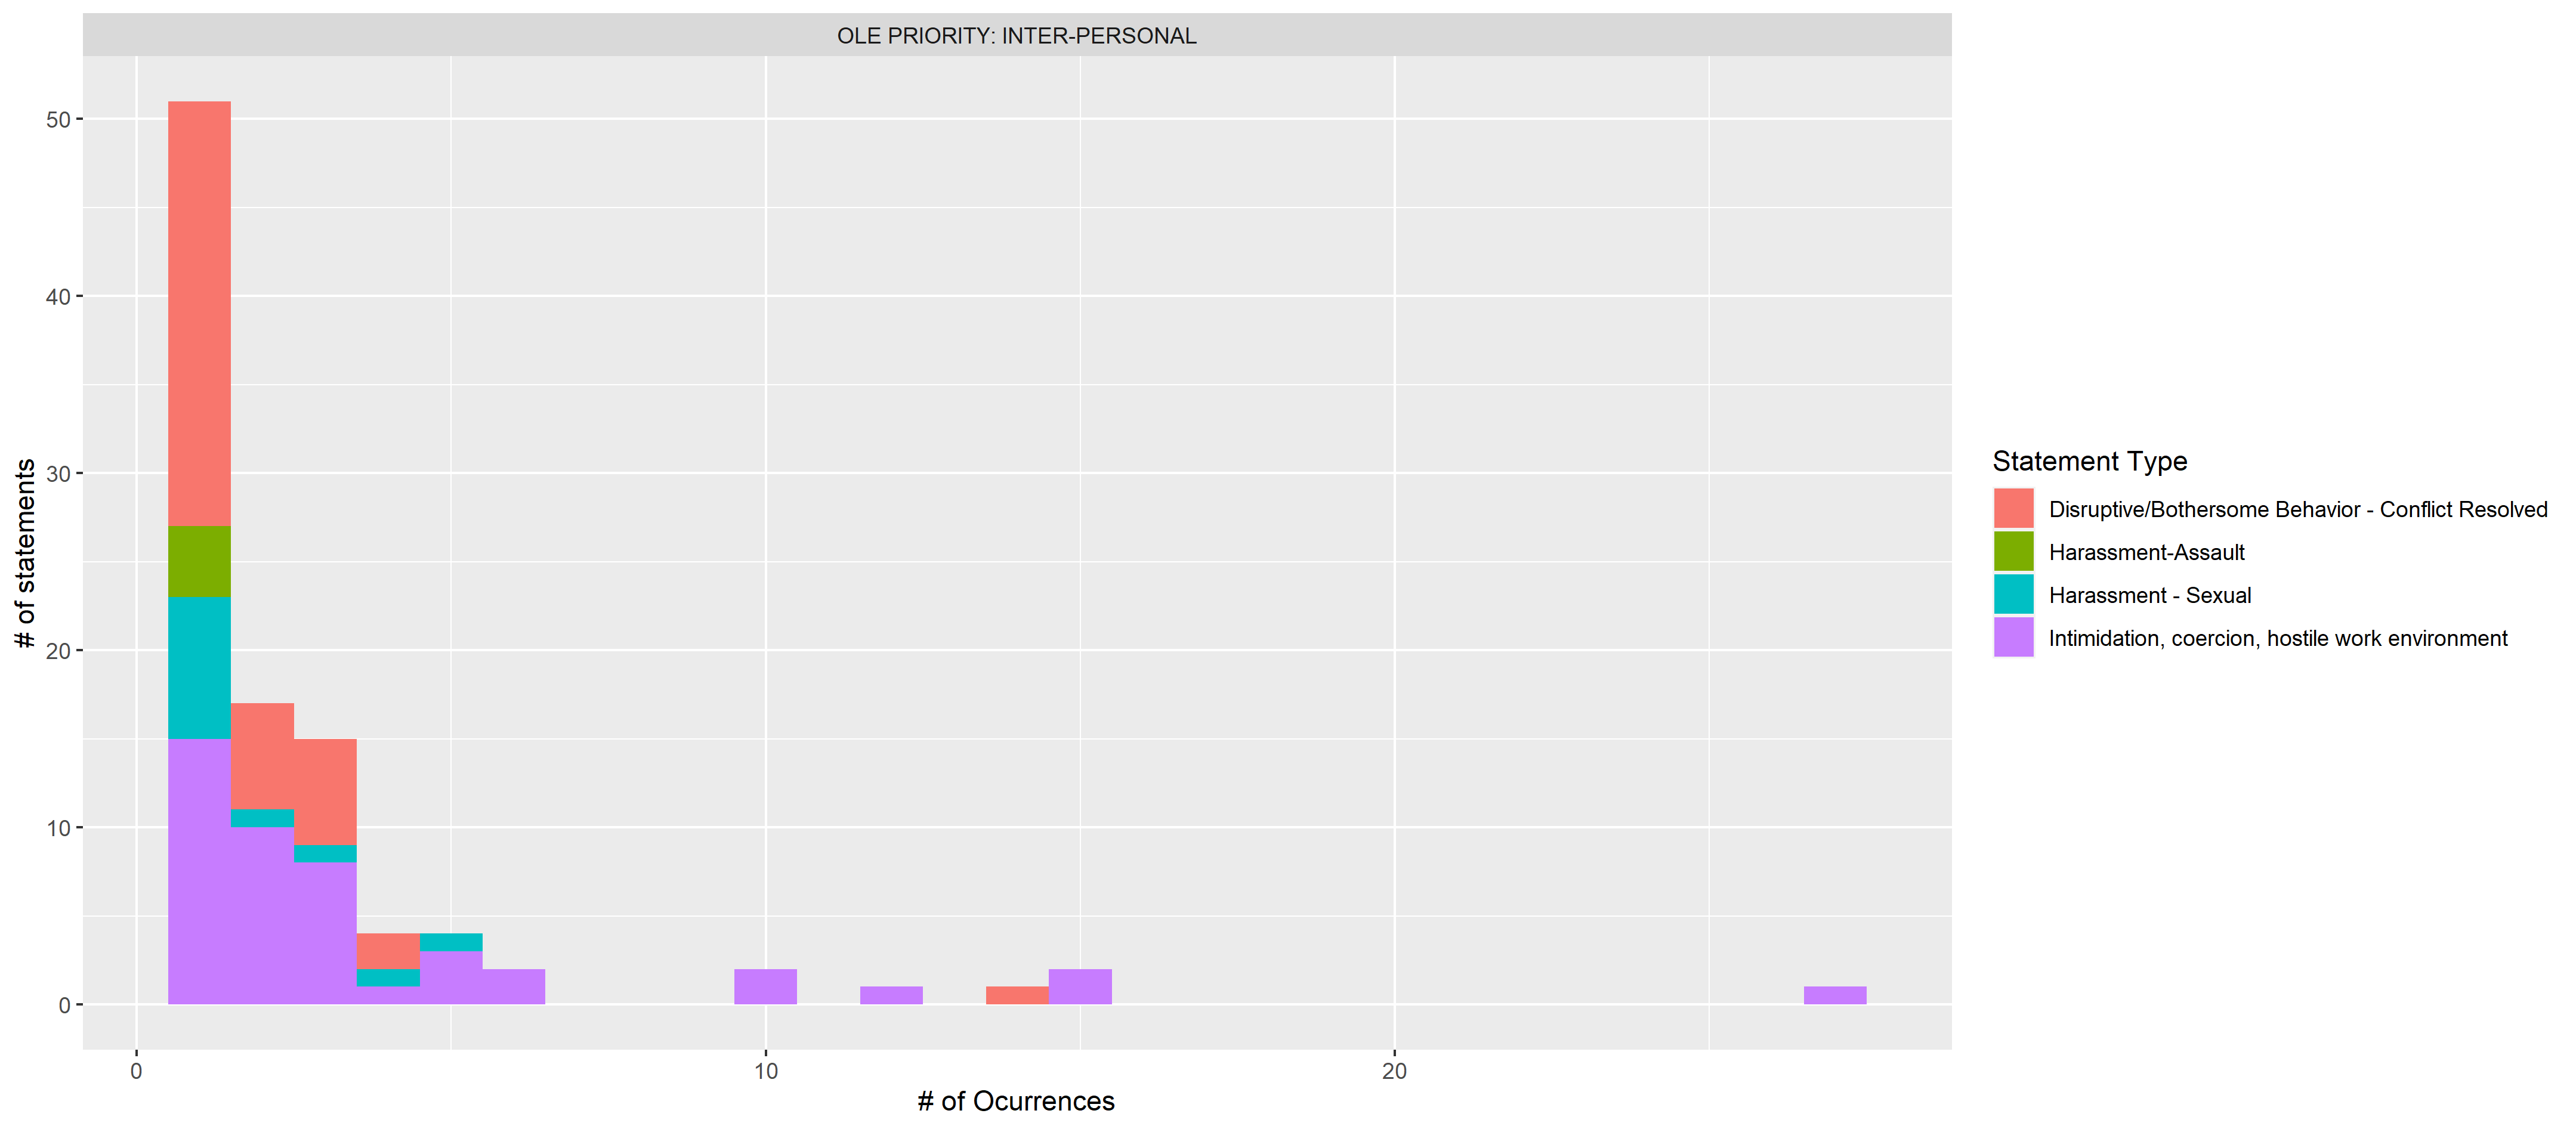 OLE PRIORITY: INTER-PERSONAL
50
40
30
20
10
0
# of statements
0
10
20
# of Ocurrences
Statement Type
Disruptive/Bothersome Behavior - Conflict Resolved
Harassment-Assault
Harassment - Sexual
Intimidation, coercion, hostile work environment